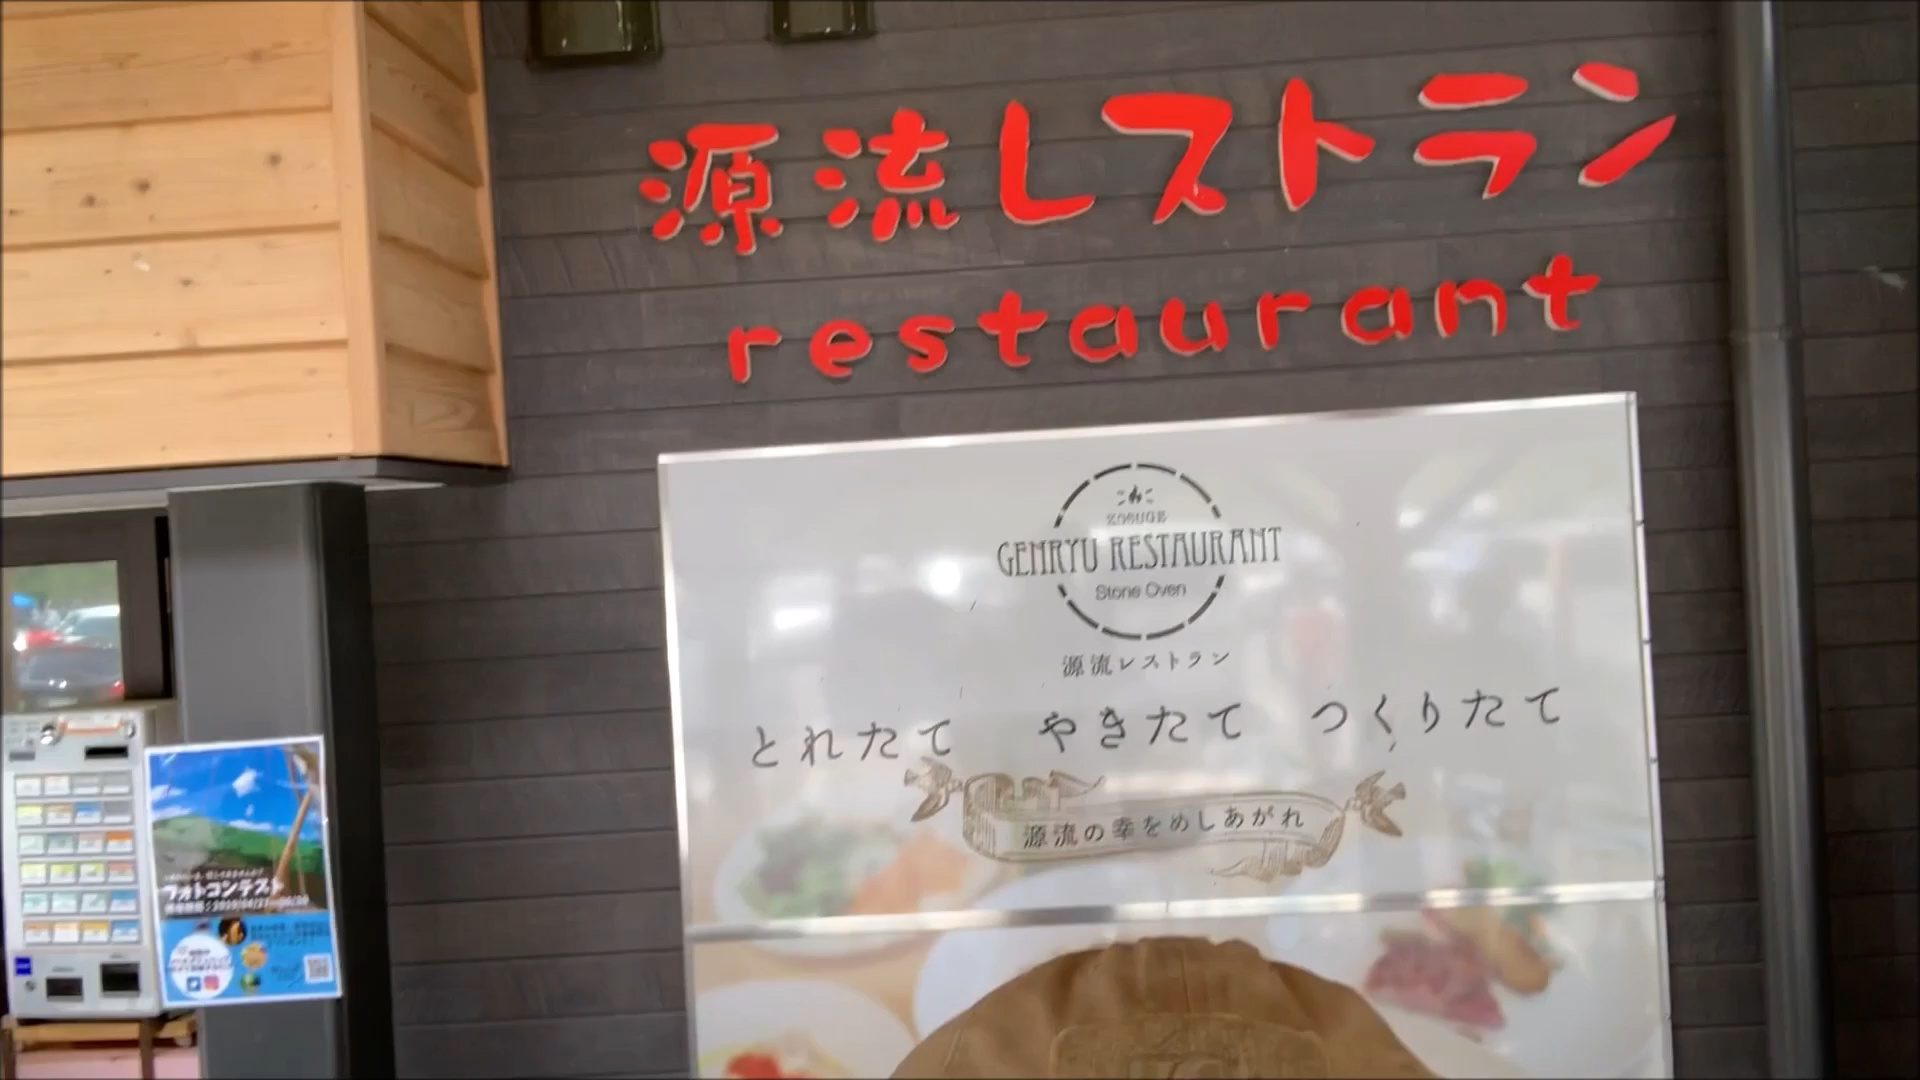 源流レストラン
restaurant
KOSUGE
GENRYU RESTAURANT
Stone Oven
源流レストラン
とれたて　やきたて　つくりたて
源流の幸をめしあがれ
フォトコンテスト